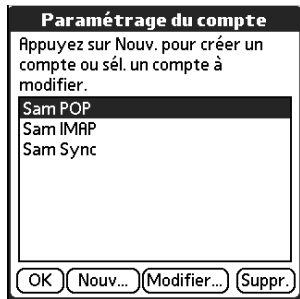 Paramétrage du compte
Appuyez sur Nouv. pour créer un
compte ou sél. un compte à
modifier.
Sam POP
Sam IMAP
Sam Sync
OK Nouv... Modifier... Suppr.